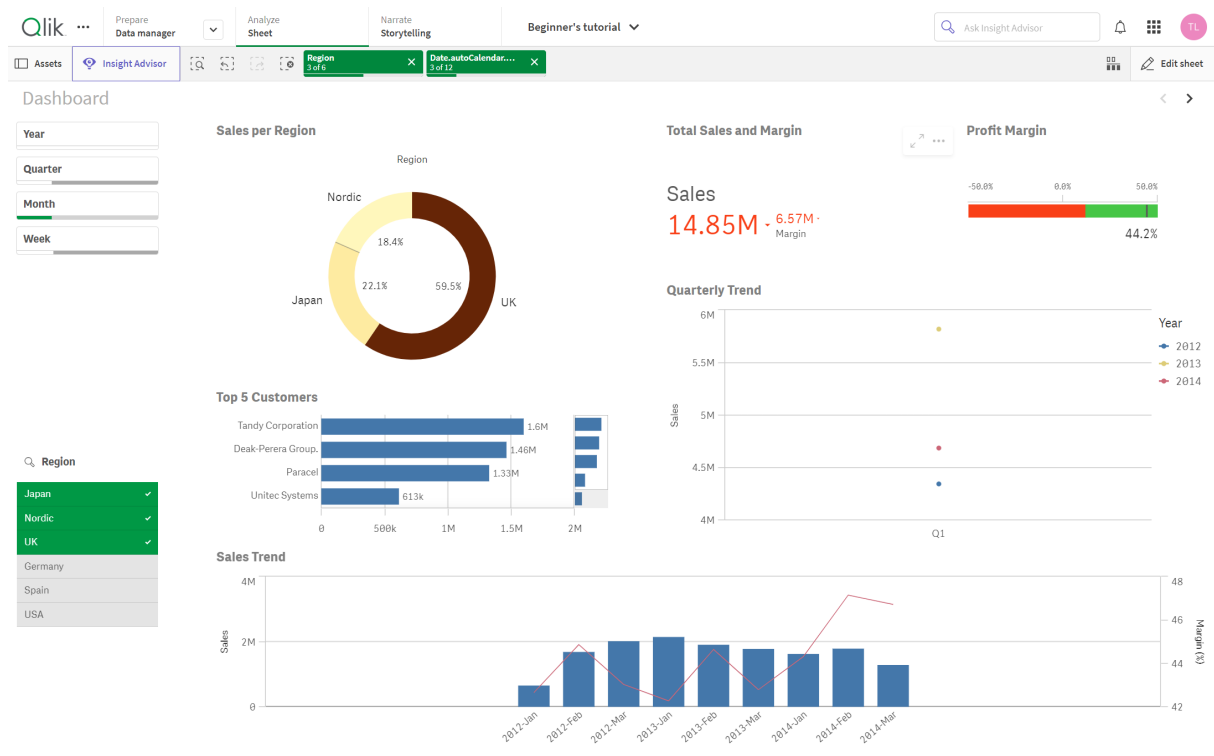 Qlik
Prepare
Data manager
Analyze
Sheet
Narrate
Storytelling
Beginner's tutorial
Ask Insight Advisor
TL
Assets
Insight Advisor
Region
3 of 6
Date.autoCalendar....
3 of 12
Edit sheet
Dashboard
Year
Quarter
Month
Week
Region
Japan
Nordic
UK
Germany
Spain
USA
Sales per Region
Region
Nordic
18.4%
22.1%
59.5%
Japan
UK
Total Sales and Margin
Sales
14.85M
6.57M
Margin
Profit Margin
-50.0%
0.0%
50.0%
44.2%
Top 5 Customers
Tandy Corporation
1.6M
Deak-Perera Group.
1.46M
Paracel
1.33M
Unitec Systems
613k
0
500k
1M
1.5M
2M
Quarterly Trend
6M
5.5M
5M
4.5M
4M
Sales
Q1
Year
2012
2013
2014
Sales Trend
4M
2M
0
Sales
48
46
44
42
Margin (%)
2012-Jan
2012-Feb
2012-Mar
2013-Jan
2013-Feb
2013-Mar
2014-Jan
2014-Feb
2014-Mar